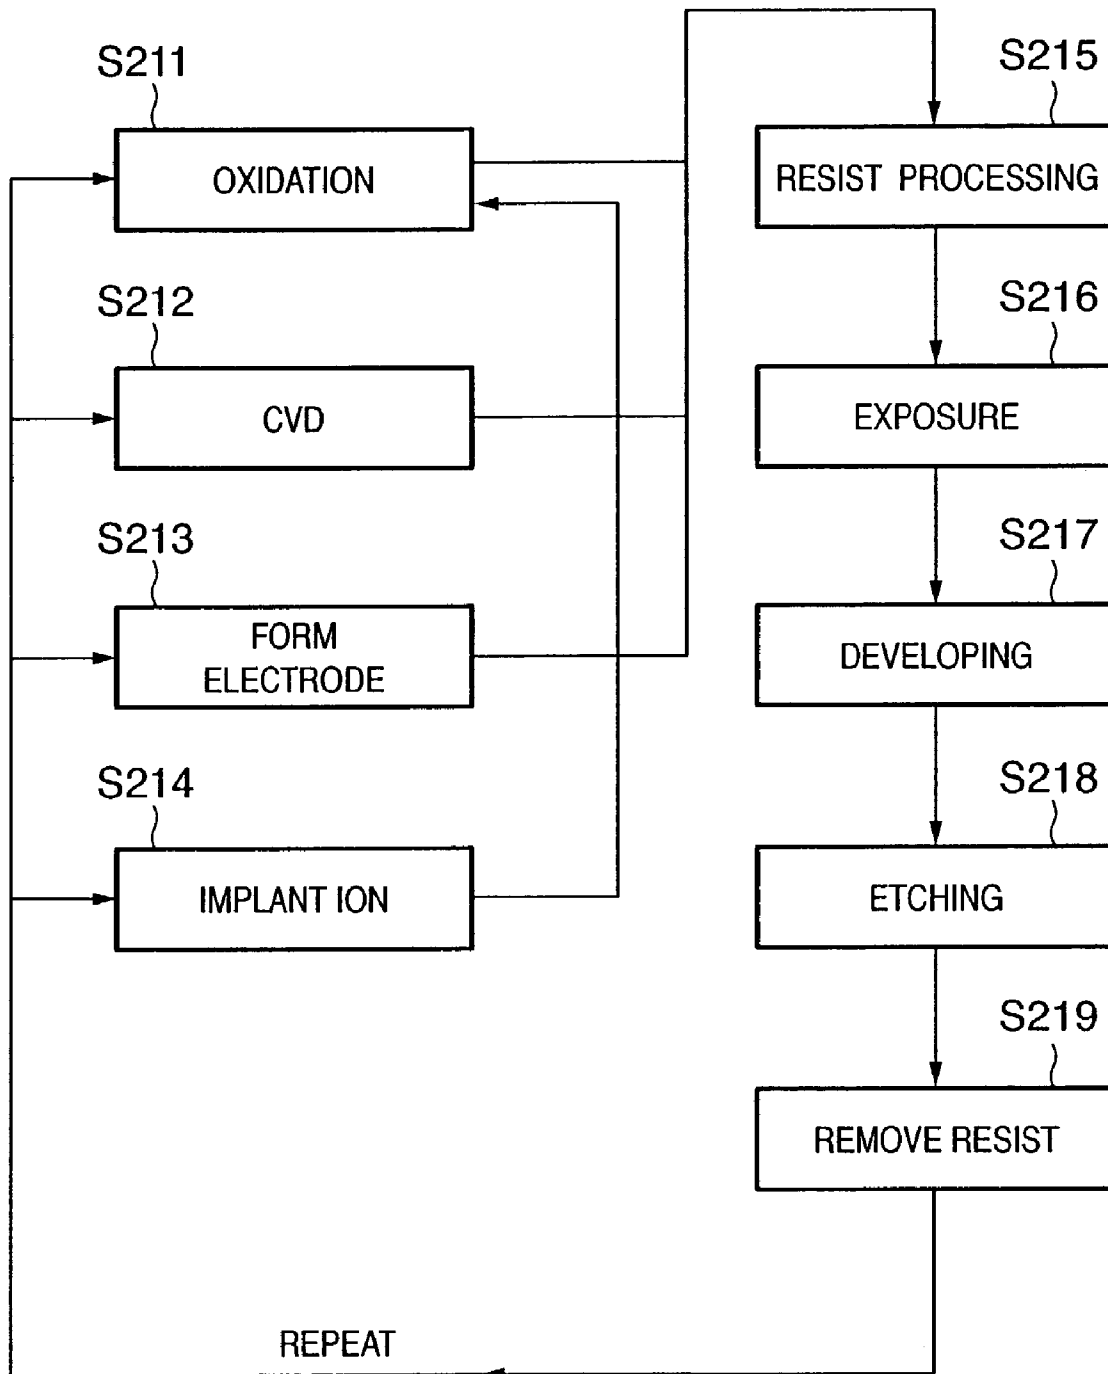 S211
OXIDATION
S212
CVD
S213
FORM
ELECTRODE
S214
IMPLANT ION
S215
RESIST PROCESSING
S216
EXPOSURE
S217
DEVELOPING
S218
ETCHING
S219
REMOVE RESIST
REPEAT